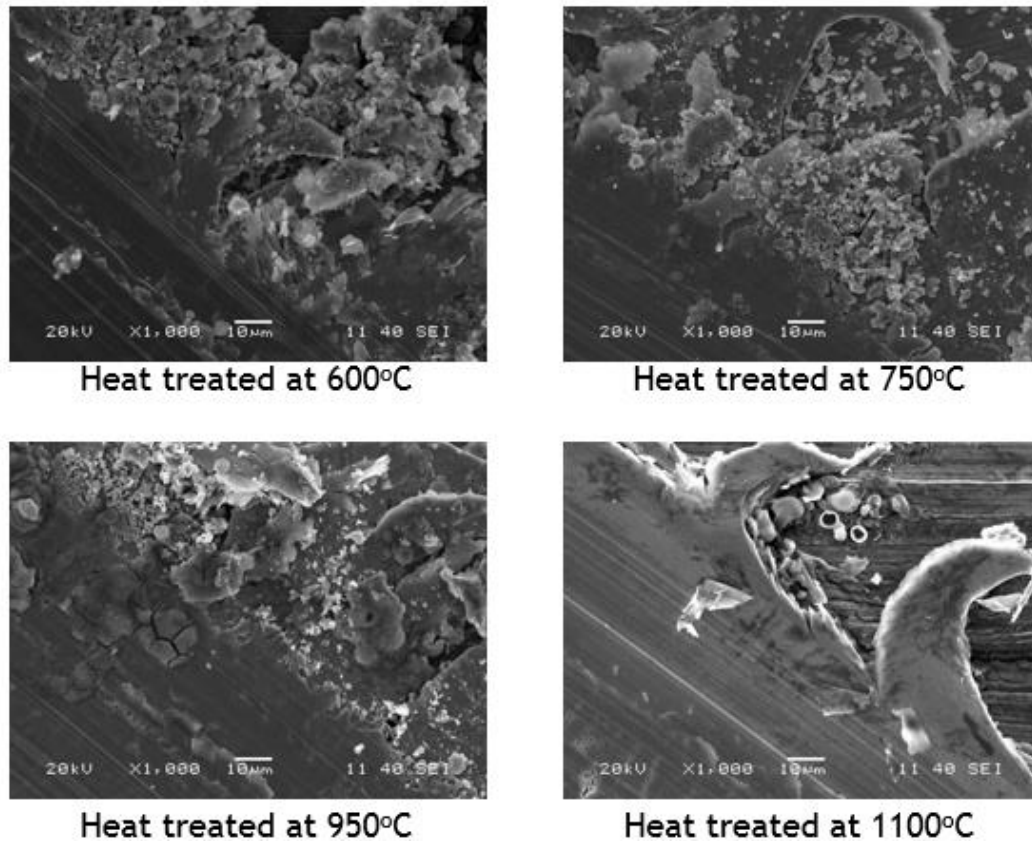 20kV X1,000 10μm 11 40 SEI
Heat treated at 600°C
20kV X1,000 10μm 11 40 SEI
Heat treated at 750°C
20kV X1,000 10μm 11 40 SEI
Heat treated at 950°C
20kV X1,000 10μm 11 40 SEI
Heat treated at 1100°C